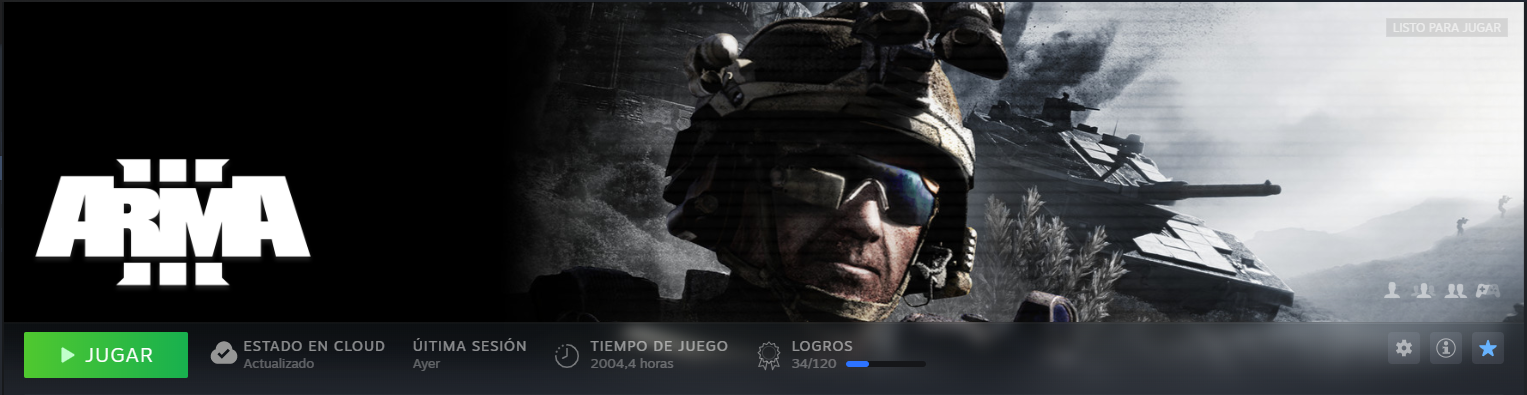 LISTO PARA JUGAR
ARMA
III
JUGAR
ESTADO EN CLOUD
Actualizado
ÚITIMA SESIÓN
Ayer
TIEMPO DE JUEGO
2004,4 horas
LOGROS
34/120